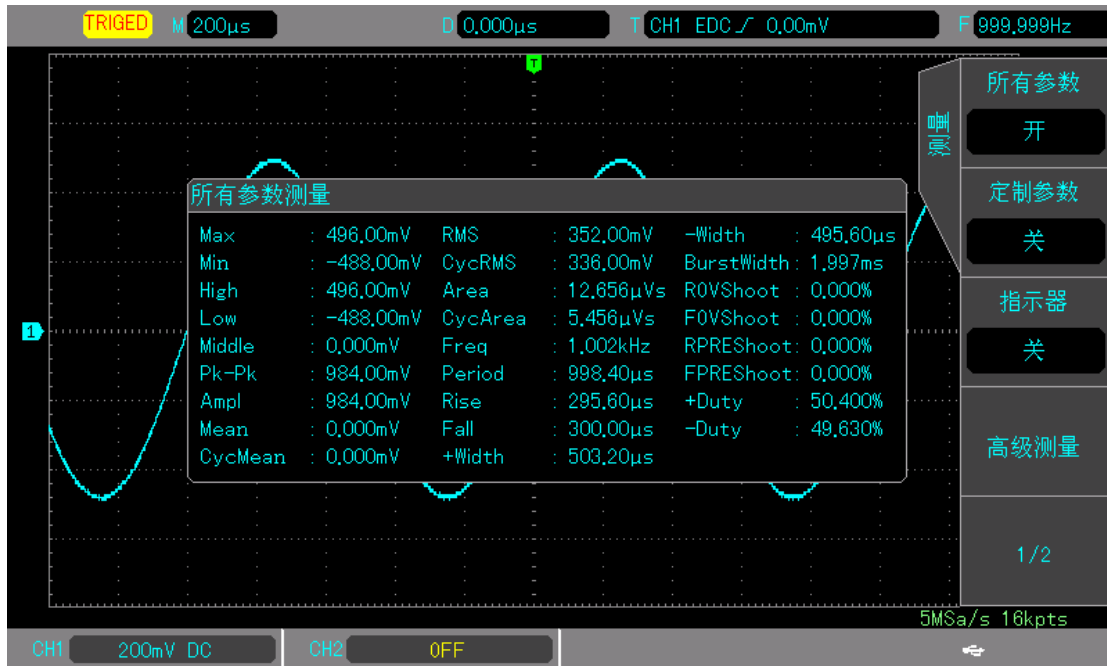 TRIGED M 200μs D 0.000μs T CH1 EDC 0.00mV F 999.999Hz
T
所有参数
开
测量
定制参数
关
指示器
关
高级测量
1/2
所有参数测量
Max : 496.00mV RMS : 352.00mV -Width : 495.60μs
Min : -488.00mV CycRMS : 336.00mV BurstWidth : 1.997ms
High : 496.00mV Area : 12.656μVs ROVShoot : 0.000%
Low : -488.00mV CycArea : 5.456μVs FOVShoot : 0.000%
Middle : 0.000mV Freq : 1.002kHz RPREShoot: 0.000%
Pk-Pk : 984.00mV Period : 998.40μs FPREShoot: 0.000%
Ampl : 984.00mV Rise : 295.60μs +Duty : 50.400%
Mean : 0.000mV Fall : 300.00μs -Duty : 49.630%
CycMean : 0.000mV +Width : 503.20μs
1
5MSa/s 16kpts
CH1 200mV DC CH2 OFF